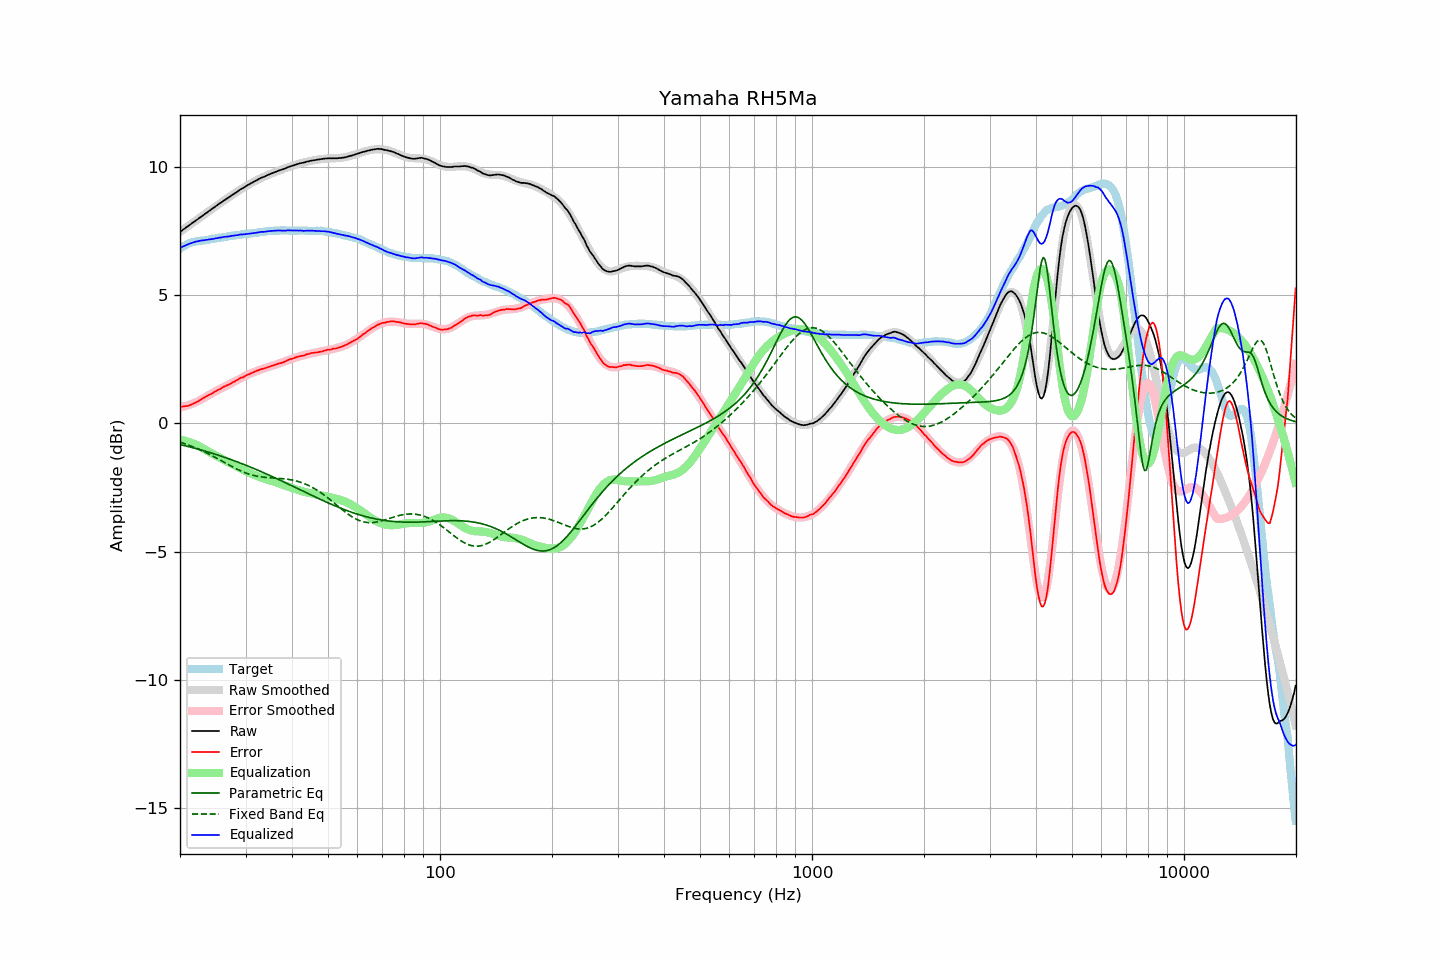 Yamaha RH5Ma
10
5
0
−5
−10
−15
Amplitude (dBr)
Target
Raw Smoothed
Error Smoothed
Raw
Error
Equalization
Parametric Eq
Fixed Band Eq
Equalized
100
1000
10000
Frequency (Hz)